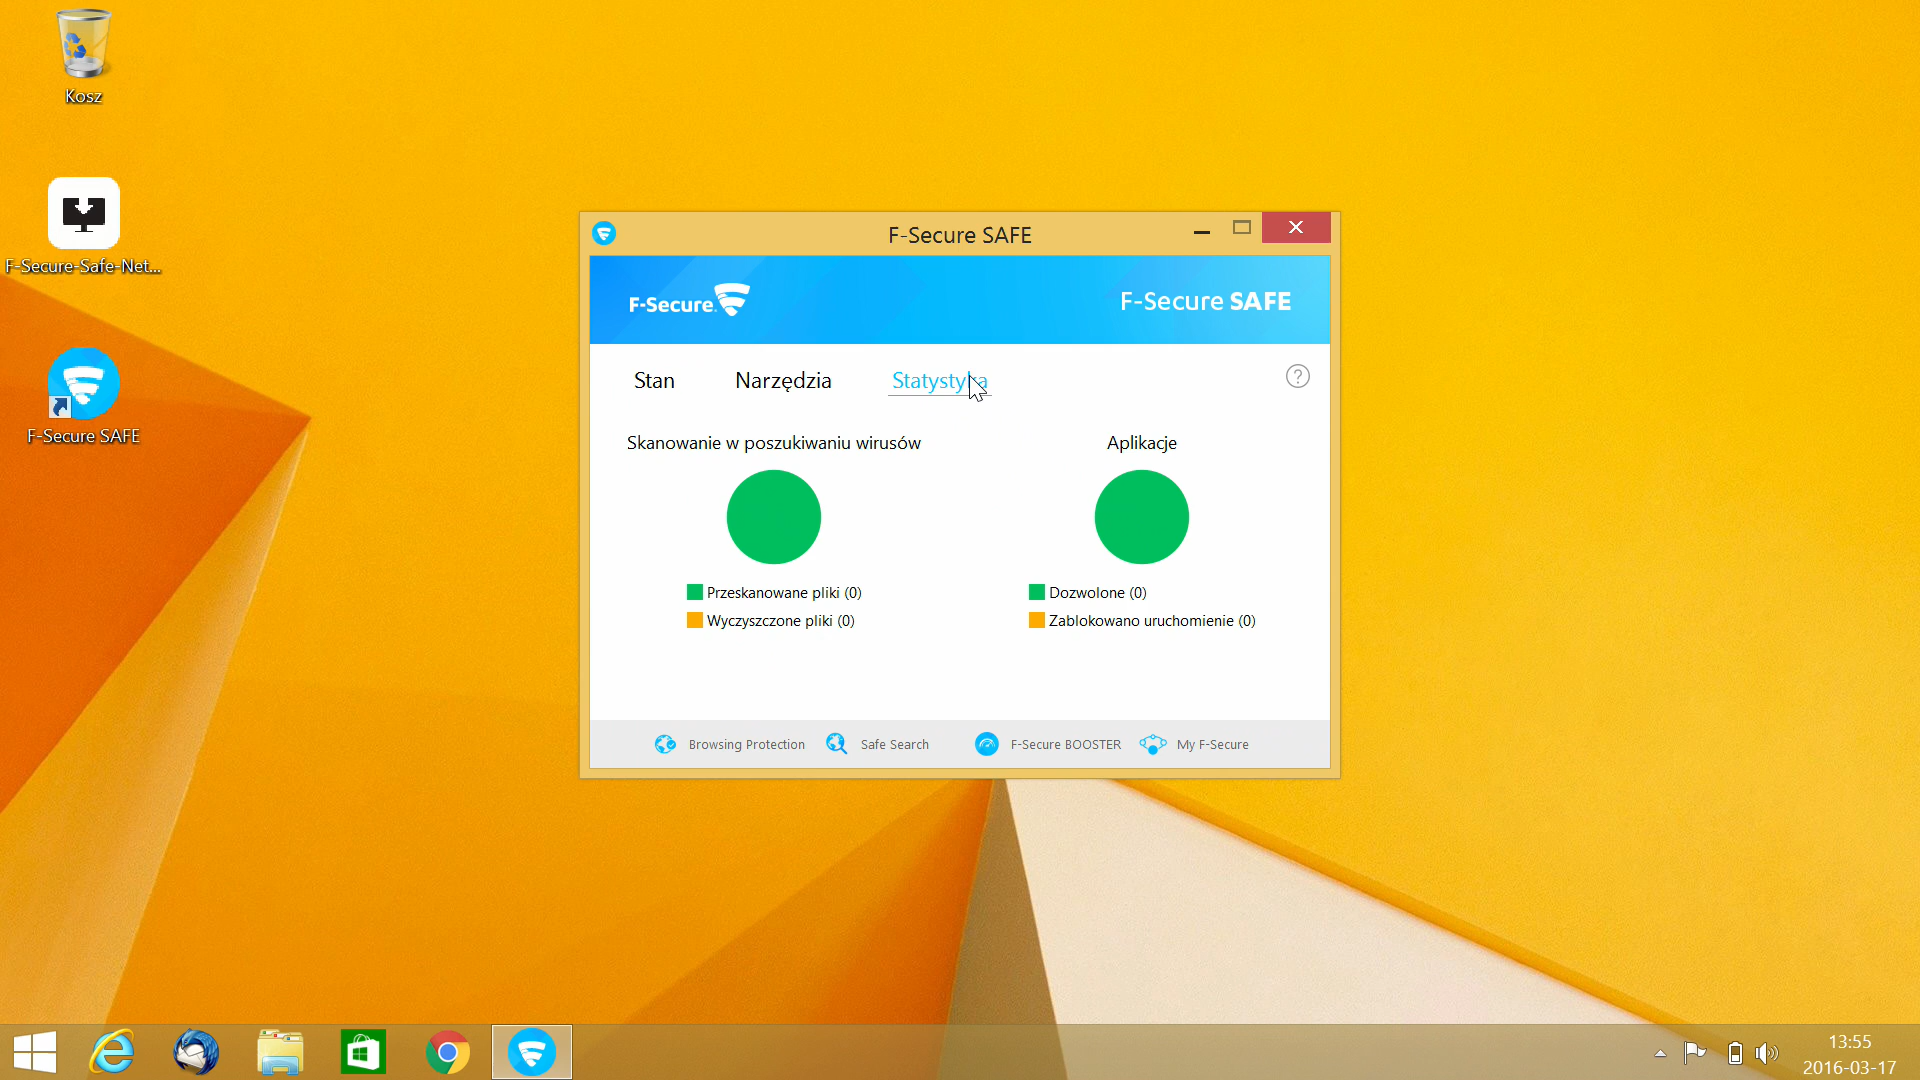 Kosz
F-Secure-Safe-Net...
F-Secure SAFE
F-Secure SAFE
F-Secure
F-Secure SAFE
Stan
Narzędzia
Statystyka
?
Skanowanie w poszukiwaniu wirusów
Przeskanowane pliki (0)
Wyczyszczone pliki (0)
Aplikacje
Dozwolone (0)
Zablokowano uruchomienie (0)
Browsing Protection
Safe Search
F-Secure BOOSTER
My F-Secure
13:55
2016-03-17